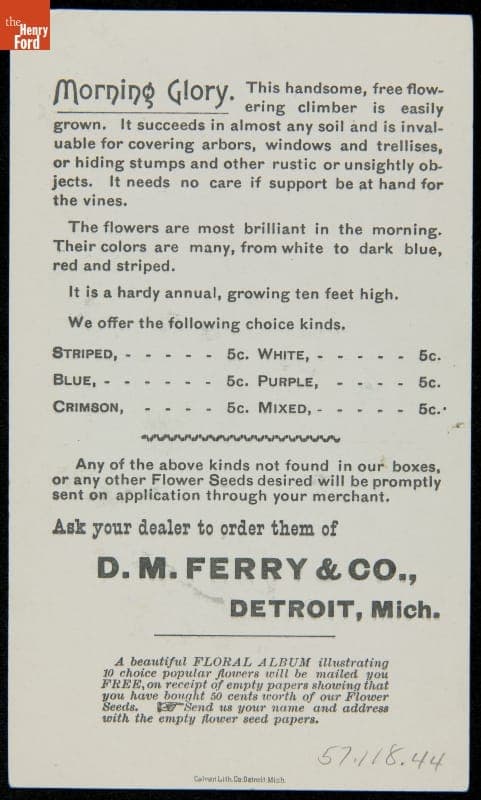 the
Henry
Ford
Morning Glory. This handsome, free flow-
ering climber is easily
grown. It succeeds in almost any soil and is inval-
uable for covering arbors, windows and trellises,
or hiding stumps and other rustic or unsightly ob-
jects. It needs no care if support be at hand for
the vines.
The flowers are most brilliant in the morning.
Their colors are many, from white to dark blue,
red and striped.
It is a hardy annual, growing ten feet high.
We offer the following choice kinds.
STRIPED, - - - - - 5c. WHITE, - - - - - 5c.
BLUE, - - - - - - 5c. PURPLE, - - - - 5c.
CRIMSON, - - - - 5c. MIXED, - - - - - 5c.
Any of the above kinds not found in our boxes,
or any other Flower Seeds desired will be promptly
sent on application through your merchant.
Ask your dealer to order them of
D. M. FERRY & CO.,
DETROIT, Mich.
A beautiful FLORAL ALBUM illustrating
10 choice popular flowers will be mailed you
FREE, on receipt of empty papers showing that
you have bought 50 cents worth of our Flower
Seeds. ☞ Send us your name and address
with the empty flower seed papers.
57.118.44
Calvert Lith. Co. Detroit Mich.